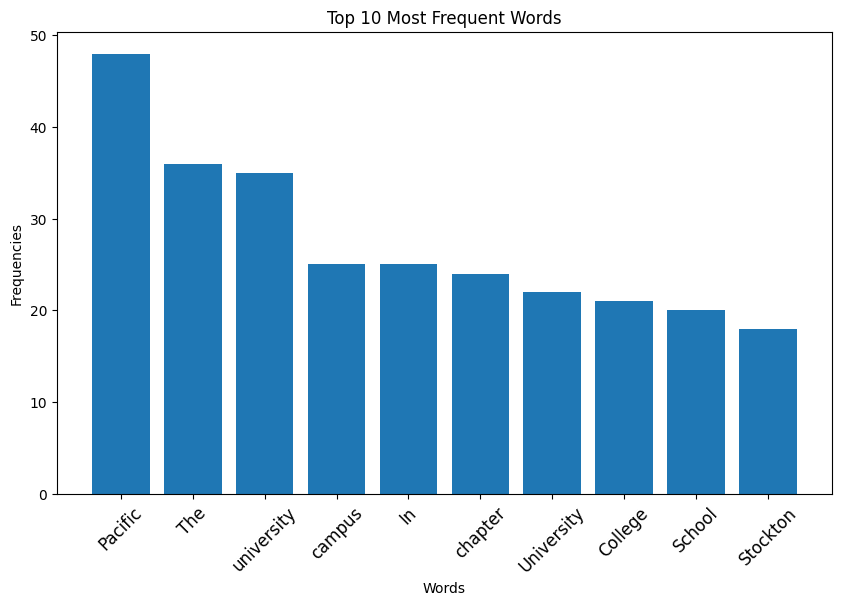 Top 10 Most Frequent Words
50
40
30
20
10
0
Frequencies
Pacific
The
university
campus
In
chapter
University
College
School
Stockton
Words